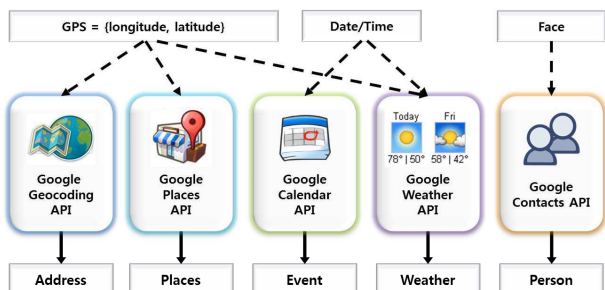 GPS = {longitude, latitude}
Date/Time
Face
Google
Geocoding
API
Google
Places
API
Google
Calendar
API
Today
Fri
78° | 50°
58° | 42°
Google
Weather
API
Google
Contacts API
Address
Places
Event
Weather
Person